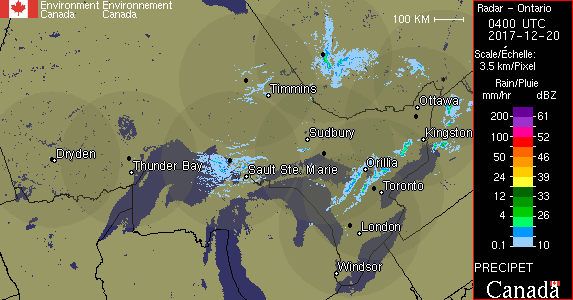 Environment Environnement
Canada Canada
100 KM
Timmins
Ottawa
Sudbury
Kingston
Dryden
Thunder Bay
Sault Ste. Marie
Orillia
Toronto
London
Windsor
Radar - Ontario
0400 UTC
2017-12-20
Scale/Échelle:
3.5 km/Pixel
Rain/Pluie
mm/hr dBZ
200 61
100 52
50 46
24 39
12 33
4 26
0.1 10
PRECIPET
Canada